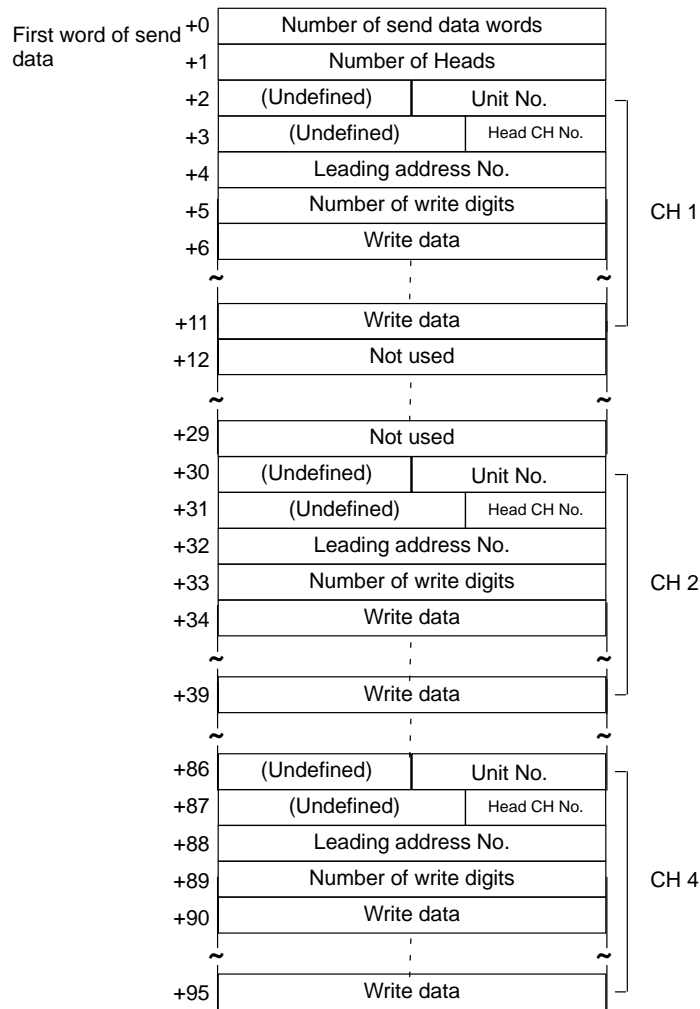 First word of send
data
+0 Number of send data words
+1 Number of Heads
+2 (Undefined) Unit No.
+3 (Undefined) Head CH No.
+4 Leading address No.
+5 Number of write digits
+6 Write data
CH 1
~ ~
+11 Write data
+12 Not used
~ ~
+29 Not used
+30 (Undefined) Unit No.
+31 (Undefined) Head CH No.
+32 Leading address No.
+33 Number of write digits
+34 Write data
CH 2
~ ~
+39 Write data
~ ~
+86 (Undefined) Unit No.
+87 (Undefined) Head CH No.
+88 Leading address No.
+89 Number of write digits
+90 Write data
CH 4
~ ~
+95 Write data